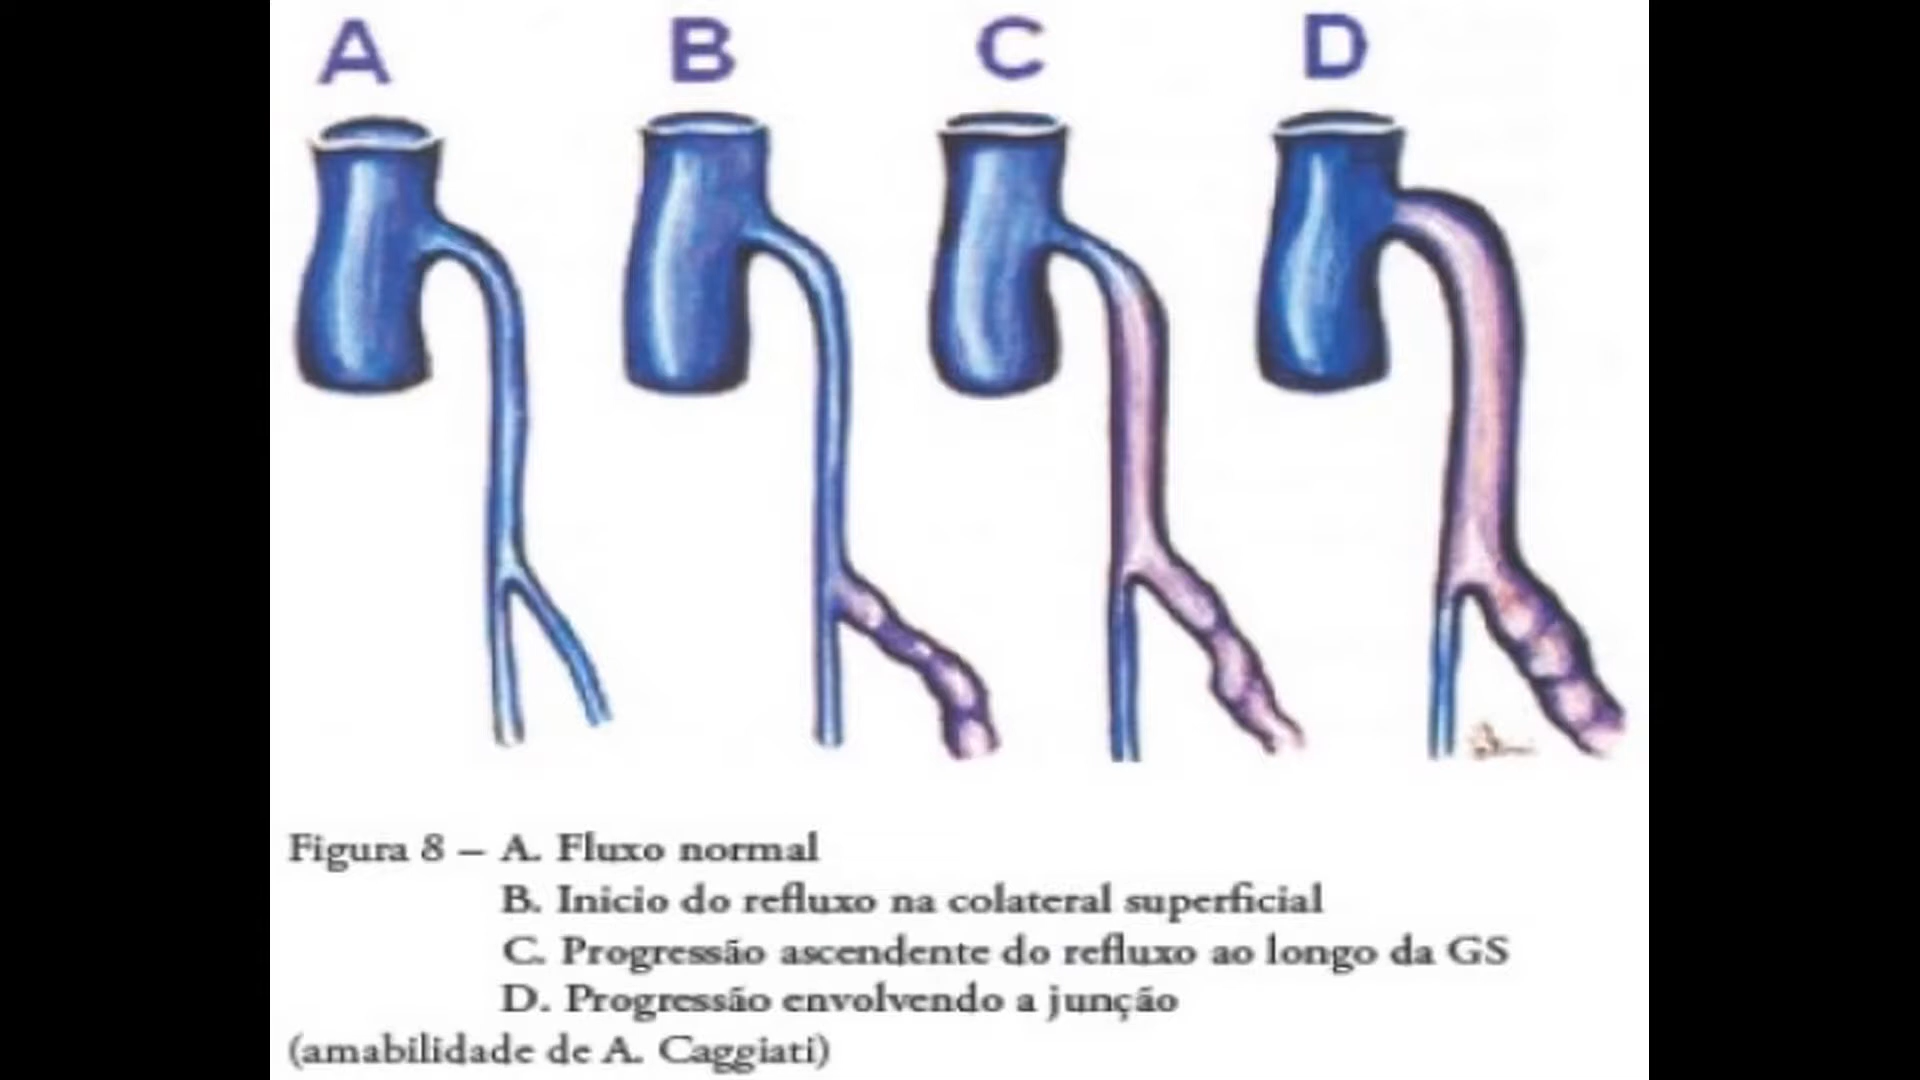 A B C D
Figura 8 – A. Fluxo normal
B. Inicio do refluxo na colateral superficial
C. Progressão ascendente do refluxo ao longo da GS
D. Progressão envolvendo a junção
(amabilidade de A. Caggiati)